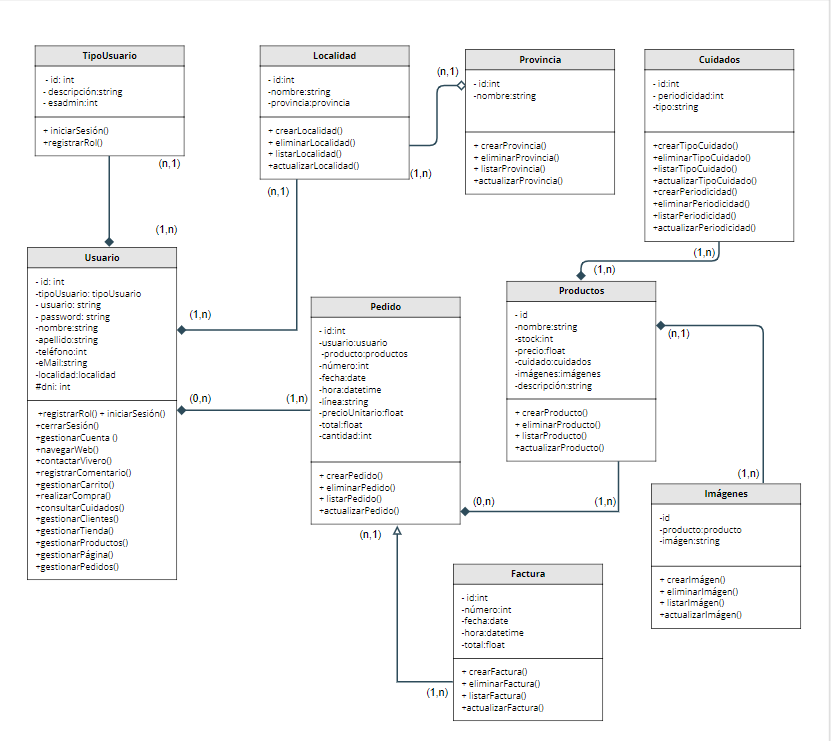 TipoUsuario
- id: int
- descripción:string
- esadmin:int
+ iniciarSesión()
+registrarRol()
(n,1)
(1,n)
Localidad
- id:int
-nombre:string
-provincia:provincia
+ crearLocalidad()
+ eliminarLocalidad()
+ listarLocalidad()
+actualizarLocalidad()
(n,1)
(1,n)
(n,1)
Provincia
- id:int
-nombre:string
+ crearProvincia()
+ eliminarProvincia()
+ listarProvincia()
+actualizarProvincia()
Cuidados
- id:int
- periodicidad:int
-tipo:string
+crearTipoCuidado()
+eliminarTipoCuidado()
+listarTipoCuidado()
+actualizarTipoCuidado()
+crearPeriodicidad()
+eliminarPeriodicidad()
+listarPeriodicidad()
+actualizarPeriodicidad()
(1,n)
(1,n)
Usuario
- id: int
-tipoUsuario: tipoUsuario
- usuario: string
- password: string
-nombre:string
-apellido:string
-teléfono:int
-eMail:string
-localidad:localidad
#dni: int
+registrarRol() + iniciarSesión()
+cerrarSesión()
+gestionarCuenta ()
+navegarWeb()
+contactarVivero()
+registrarComentario()
+gestionarCarrito()
+realizarCompra()
+consultarCuidados()
+gestionarClientes()
+gestionarTienda()
+gestionarProductos()
+gestionarPágina()
+gestionarPedidos()
(1,n)
(0,n)
(1,n)
Pedido
- id:int
-usuario:usuario
-producto:productos
-número:int
-fecha:date
-hora:datetime
-línea:string
-precioUnitario:float
-total:float
-cantidad:int
+ crearPedido()
+ eliminarPedido()
+ listarPedido()
+actualizarPedido()
(0,n)
(1,n)
(n,1)
Productos
- id
-nombre:string
-stock:int
-precio:float
-cuidado:cuidados
-imágenes:imágenes
-descripción:string
+ crearProducto()
+ eliminarProducto()
+ listarProducto()
+actualizarProducto()
(n,1)
(1,n)
Imágenes
-id
-producto:producto
-imágen:string
+ crearImágen()
+ eliminarImágen()
+ listarImágen()
+actualizarImágen()
Factura
- id:int
-número:int
-fecha:date
-hora:datetime
-total:float
+ crearFactura()
+ eliminarFactura()
+ listarFactura()
+actualizarFactura()
(1,n)